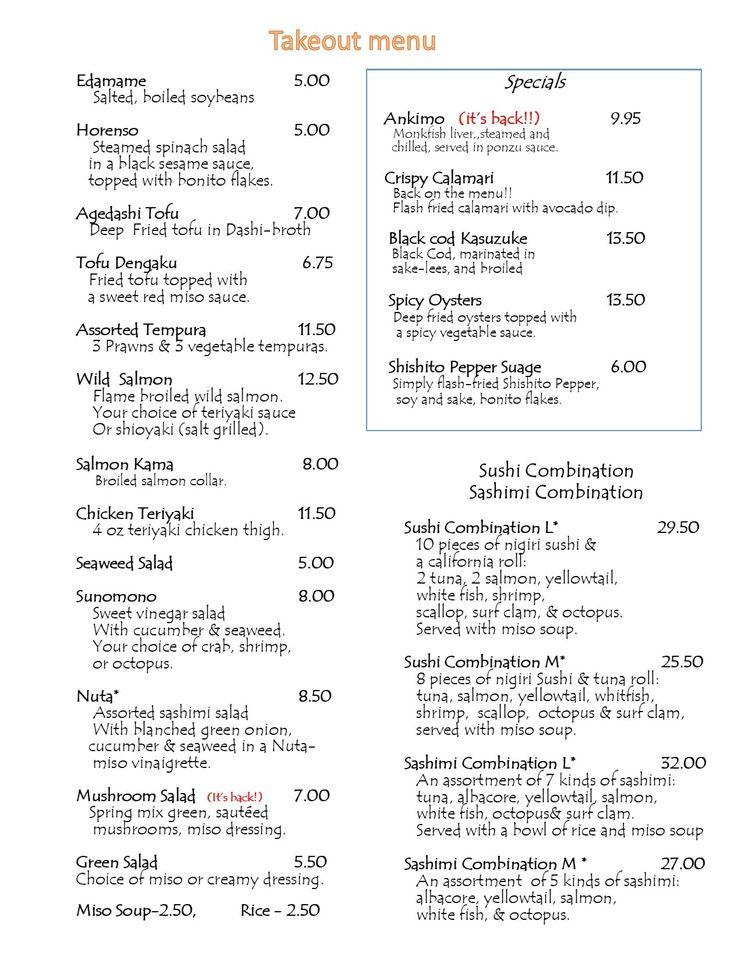 Takeout menu
Edamame 5.00
Salted, boiled soybeans
Horenso 5.00
Steamed spinach salad
in a black sesame sauce,
topped with bonito flakes.
Agedashi Tofu 7.00
Deep Fried tofu in Dashi-broth
Tofu Dengaku 6.75
Fried tofu topped with
a sweet red miso sauce.
Assorted Tempura 11.50
3 Prawns & 5 vegetable tempuras.
Wild Salmon 12.50
Flame broiled wild salmon.
Your choice of teriyaki sauce
Or shioyaki (salt grilled).
Salmon Kama 8.00
Broiled salmon collar.
Chicken Teriyaki 11.50
4 oz teriyaki chicken thigh.
Seaweed Salad 5.00
Sunomono 8.00
Sweet vinegar salad
With cucumber & seaweed.
Your choice of crab, shrimp,
or octopus.
Nuta* 8.50
Assorted sashimi salad
With blanched green onion,
cucumber & seaweed in a Nuta-
miso vinaigrette.
Mushroom Salad (It's back!) 7.00
Spring mix green, sautéed
mushrooms, miso dressing.
Green Salad 5.50
Choice of miso or creamy dressing.
Miso Soup-2.50, Rice - 2.50
Specials
Ankimo (it's back!!) 9.95
Monkfish liver,,steamed and
chilled, served in ponzu sauce.
Crispy Calamari 11.50
Back on the menu!!
Flash fried calamari with avocado dip.
Black cod Kasuzuke 13.50
Black Cod, marinated in
sake-lees, and broiled
Spicy Oysters 13.50
Deep fried oysters topped with
a spicy vegetable sauce.
Shishito Pepper Suage 6.00
Simply flash-fried Shishito Pepper,
soy and sake, bonito flakes.
Sushi Combination
Sashimi Combination
Sushi Combination L* 29.50
10 pieces of nigiri sushi &
a california roll:
2 tuna, 2 salmon, yellowtail,
white fish, shrimp,
scallop, surf clam, & octopus.
Served with miso soup.
Sushi Combination M* 25.50
8 pieces of nigiri Sushi & tuna roll:
tuna, salmon, yellowtail, whitfish,
shrimp, scallop, octopus & surf clam,
served with miso soup.
Sashimi Combination L* 32.00
An assortment of 7 kinds of sashimi:
tuna, albacore, yellowtail, salmon,
white fish, octopus& surf clam.
Served with a bowl of rice and miso soup
Sashimi Combination M * 27.00
An assortment of 5 kinds of sashimi:
albacore, yellowtail, salmon,
white fish, & octopus.